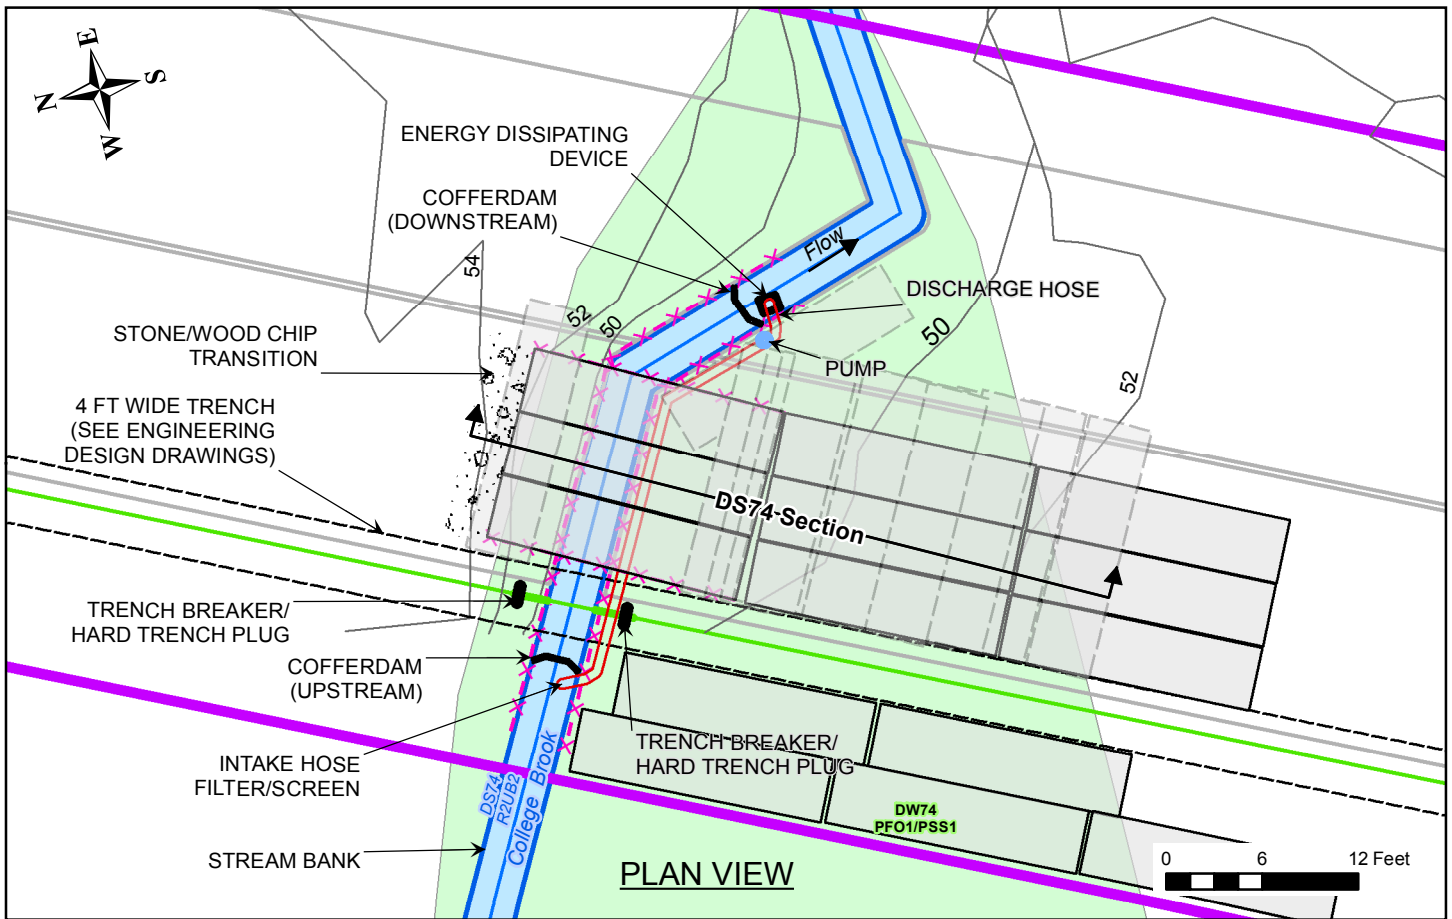 E
S
N
W
ENERGY DISSIPATING
DEVICE
COFFERDAM
(DOWNSTREAM)
Flow
54
52
50
DISCHARGE HOSE
50
STONE/WOOD CHIP
TRANSITION
PUMP
52
4 FT WIDE TRENCH
(SEE ENGINEERING
DESIGN DRAWINGS)
DS74 Section
TRENCH BREAKER/
HARD TRENCH PLUG
COFFERDAM
(UPSTREAM)
TRENCH BREAKER/
HARD TRENCH PLUG
INTAKE HOSE
FILTER/SCREEN
DS74
R2UB2
College Brook
DW74
PFO1/PSS1
STREAM BANK
PLAN VIEW
0 6 12 Feet